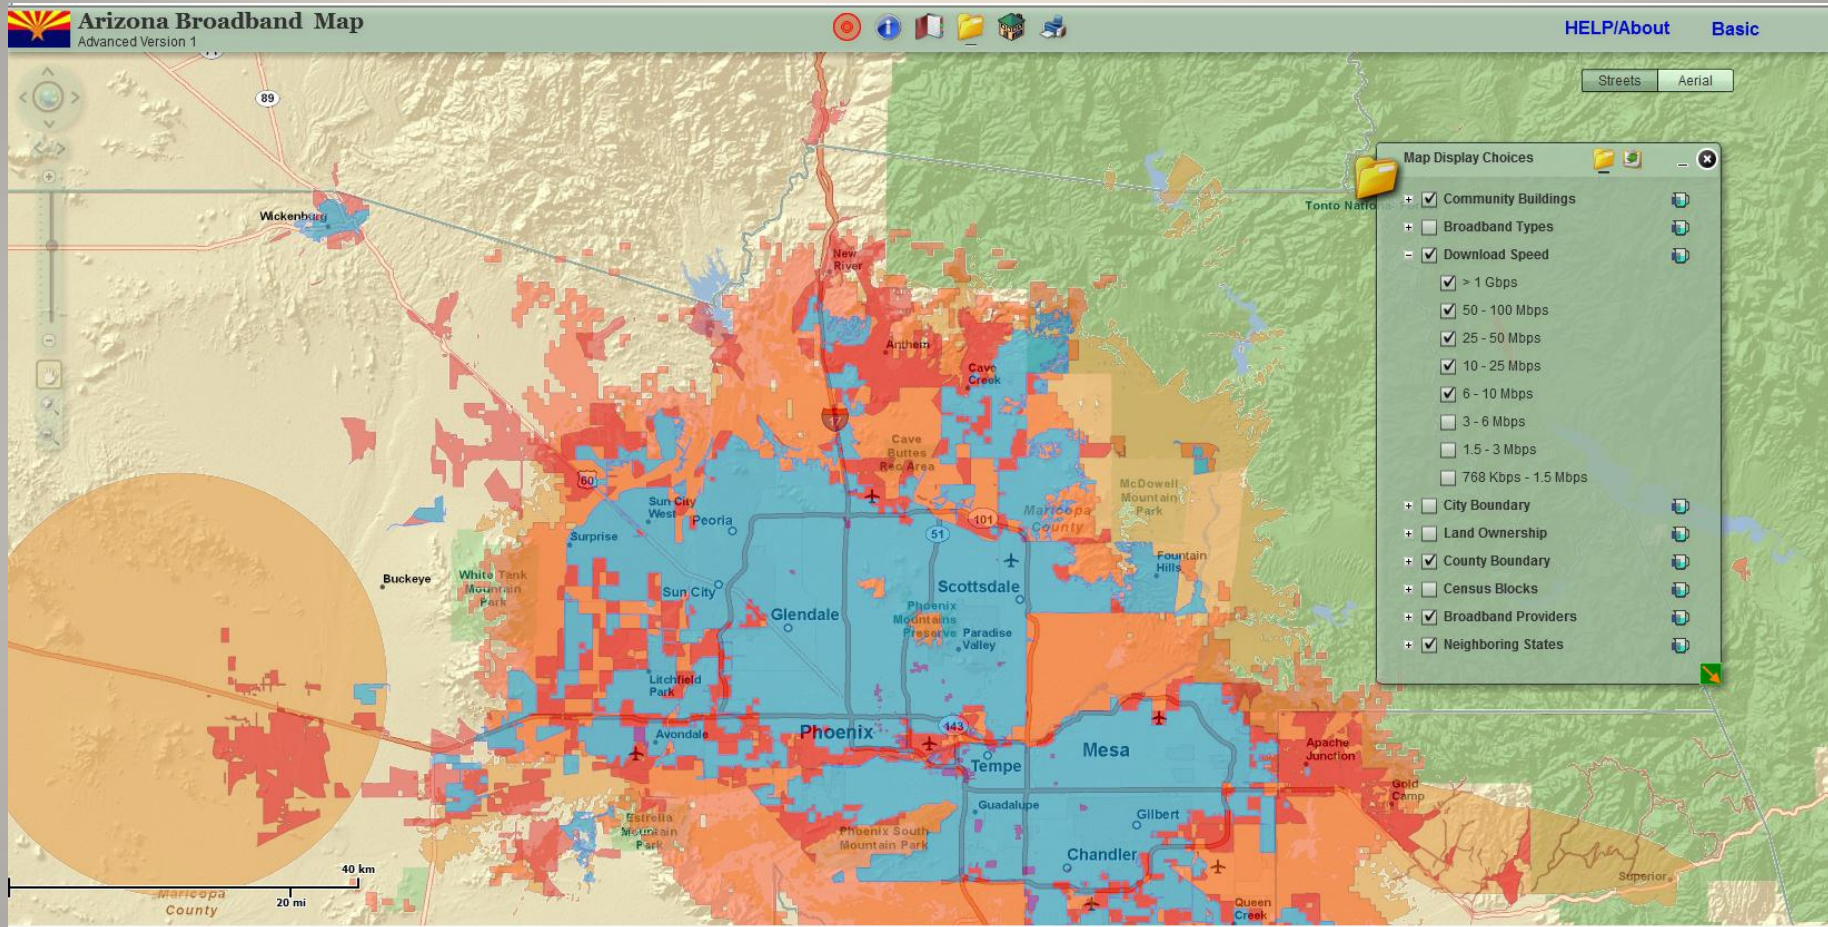 Arizona Broadband Map
Advanced Version 1
HELP/About
Basic
Streets
Aerial
89
Wickenburg
Tonto Natio
Map Display Choices
Community Buildings
Broadband Types
Download Speed
> 1 Gbps
50 - 100 Mbps
25 - 50 Mbps
10 - 25 Mbps
6 - 10 Mbps
3 - 6 Mbps
1.5 - 3 Mbps
768 Kbps - 1.5 Mbps
City Boundary
Land Ownership
County Boundary
Census Blocks
Broadband Providers
Neighboring States
New
River
Anthem
Cave
Creek
17
Cave
Buttes
Rec Area
60
Sun City
West
Peoria
101
Maricopa
County
McDowell
Mountain
Park
51
Surprise
Buckeye
White Tank
Mountain
Park
Sun City
Glendale
Scottsdale
Fountain
Hills
Phoenix
Mountains
Preserve
Paradise
Valley
Litchfield
Park
Avondale
Phoenix
143
Tempe
Mesa
Apache
Junction
Gold
Camp
Guadalupe
Gilbert
Estrella
Mountain
Park
Phoenix South
Mountain Park
Chandler
Superior
Queen
Creek
40 km
20 mi
Maricopa
County